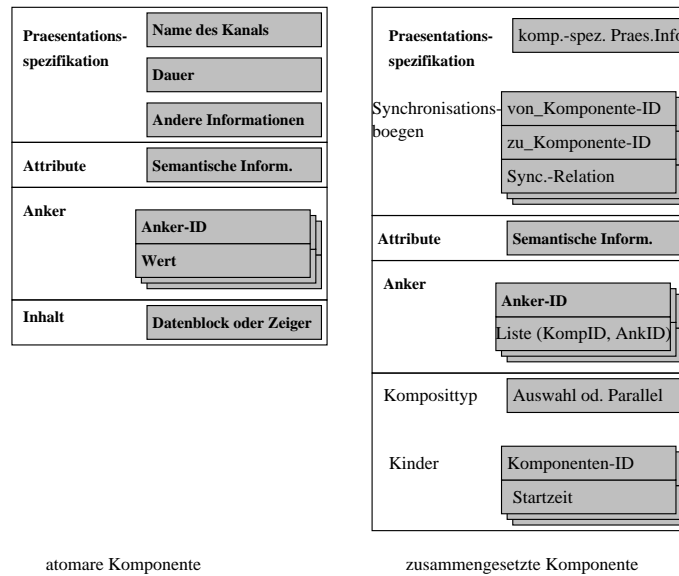 Praesentations-
spezifikation
Name des Kanals
Dauer
Andere Informationen
Attribute
Semantische Inform.
Anker
Anker-ID
Wert
Inhalt
Datenblock oder Zeiger
atomare Komponente
Praesentations-
spezifikation
komp.-spez. Praes.Info
Synchronisations-
boegen
von_Komponente-ID
zu_Komponente-ID
Sync.-Relation
Attribute
Semantische Inform.
Anker
Anker-ID
Liste (KompID, AnkID)
Komposittyp
Auswahl od. Parallel
Kinder
Komponenten-ID
Startzeit
zusammengesetzte Komponente